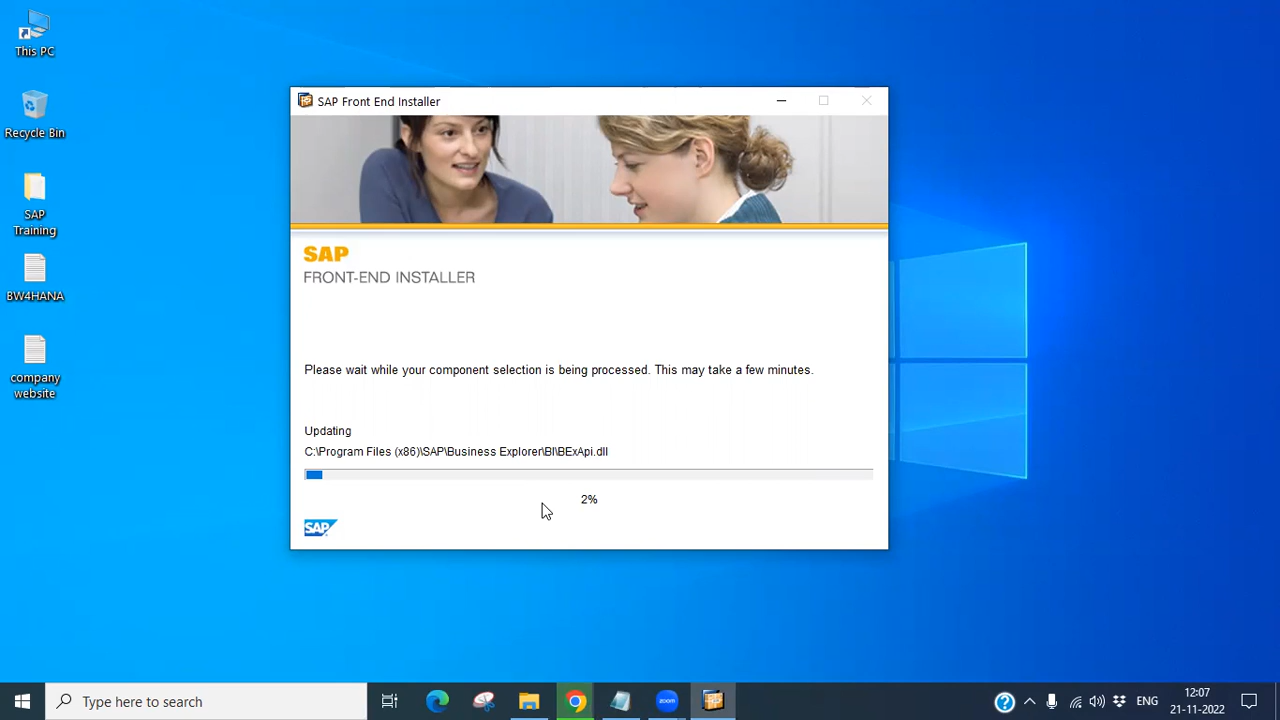 This PC
Recycle Bin
SAP
Training
BW4HANA
company
website
SAP Front End Installer
SAP
FRONT-END INSTALLER
Please wait while your component selection is being processed. This may take a few minutes.
Updating
C:\Program Files (x86)\SAP\Business Explorer\BI\BExApi.dll
2%
SAP
Type here to search
zoom
ENG
12:07
21-11-2022